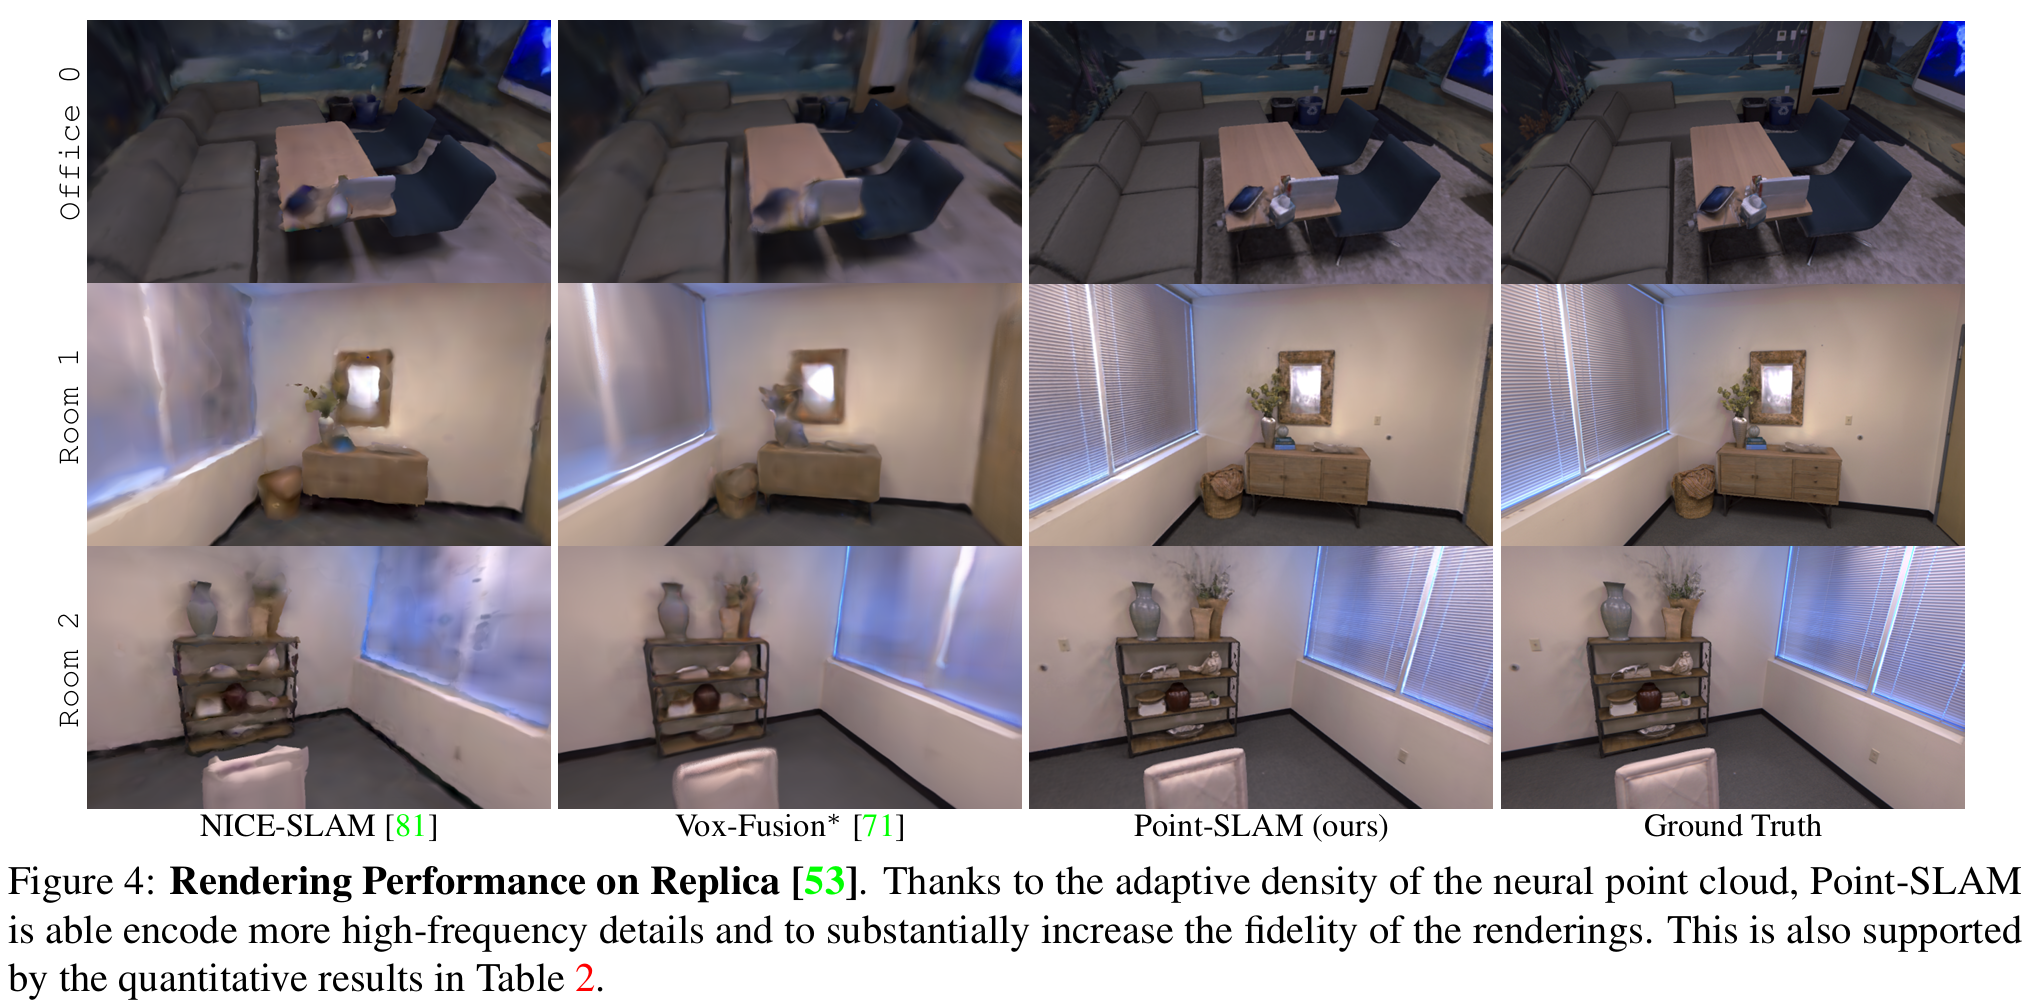 Office 0
Room 1
Room 2
NICE-SLAM [81]
Vox-Fusion* [71]
Point-SLAM (ours)
Ground Truth
Figure 4: Rendering Performance on Replica [53]. Thanks to the adaptive density of the neural point cloud, Point-SLAM
is able encode more high-frequency details and to substantially increase the fidelity of the renderings. This is also supported
by the quantitative results in Table 2.